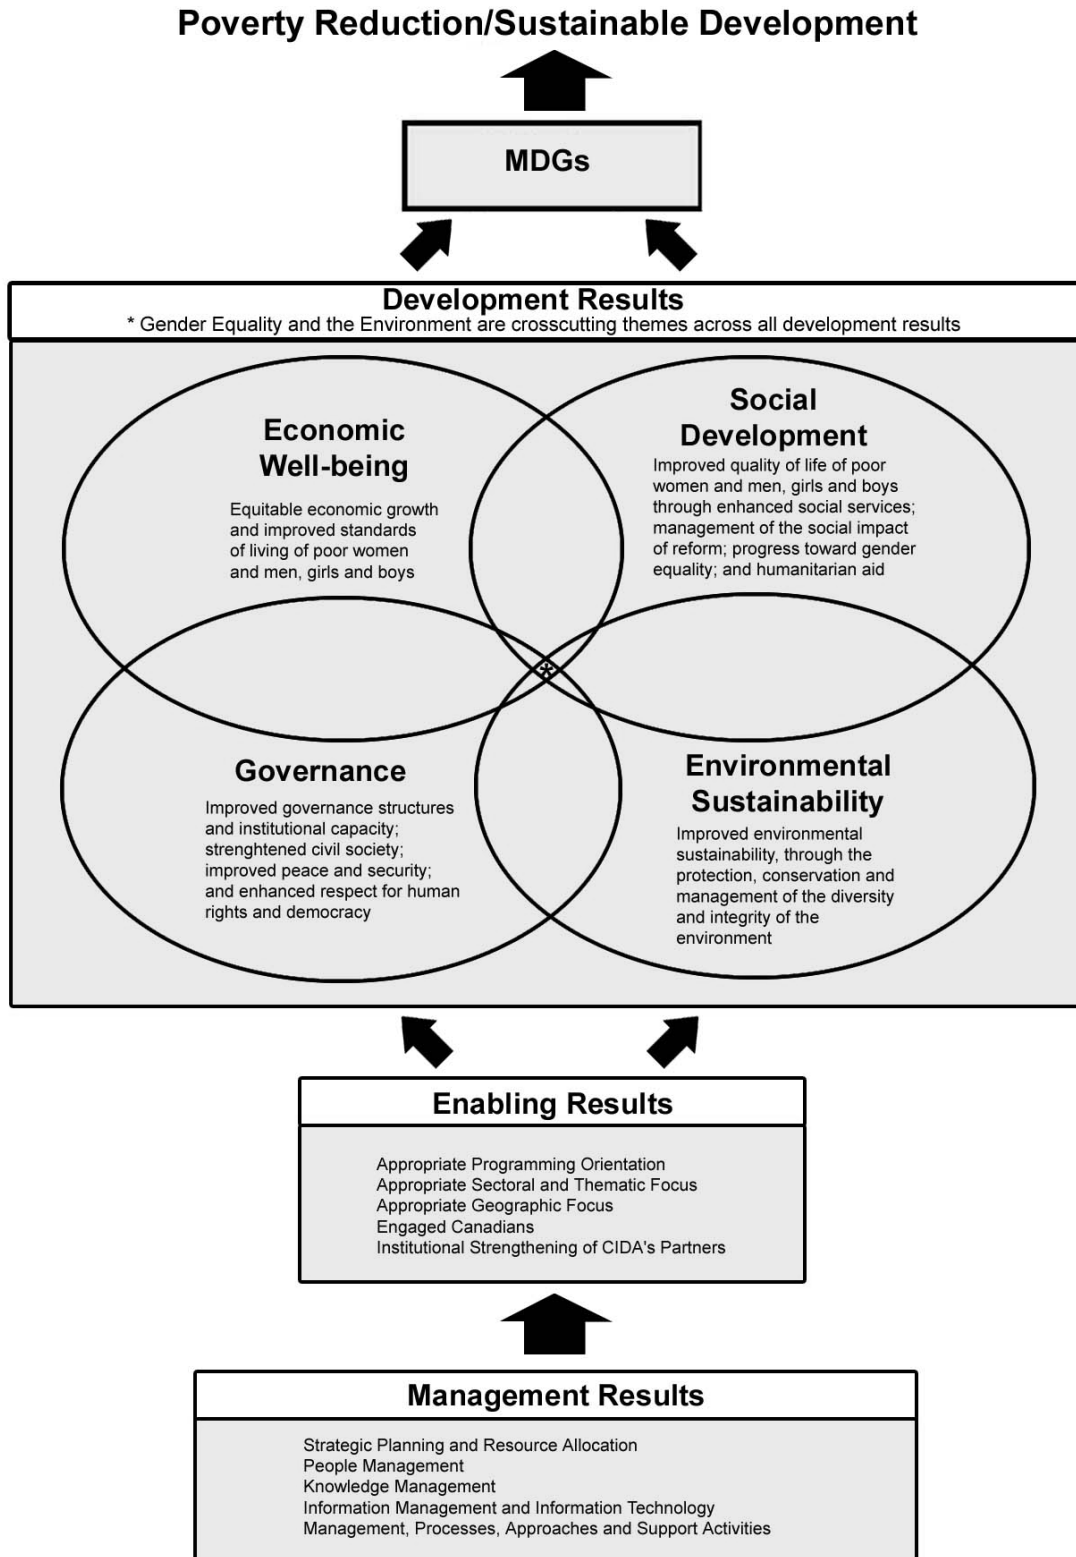 Poverty Reduction/Sustainable Development
MDGs
Development Results
* Gender Equality and the Environment are crosscutting themes across all development results
Economic
Well-being
Equitable economic growth
and improved standards
of living of poor women
and men, girls and boys
Social
Development
Improved quality of life of poor
women and men, girls and boys
through enhanced social services;
management of the social impact
of reform; progress toward gender
equality; and humanitarian aid
*
Governance
Improved governance structures
and institutional capacity;
strenghtened civil society;
improved peace and security;
and enhanced respect for human
rights and democracy
Environmental
Sustainability
Improved environmental
sustainability, through the
protection, conservation and
management of the diversity
and integrity of the
environment
Enabling Results
Appropriate Programming Orientation
Appropriate Sectoral and Thematic Focus
Appropriate Geographic Focus
Engaged Canadians
Institutional Strengthening of CIDA's Partners
Management Results
Strategic Planning and Resource Allocation
People Management
Knowledge Management
Information Management and Information Technology
Management, Processes, Approaches and Support Activities